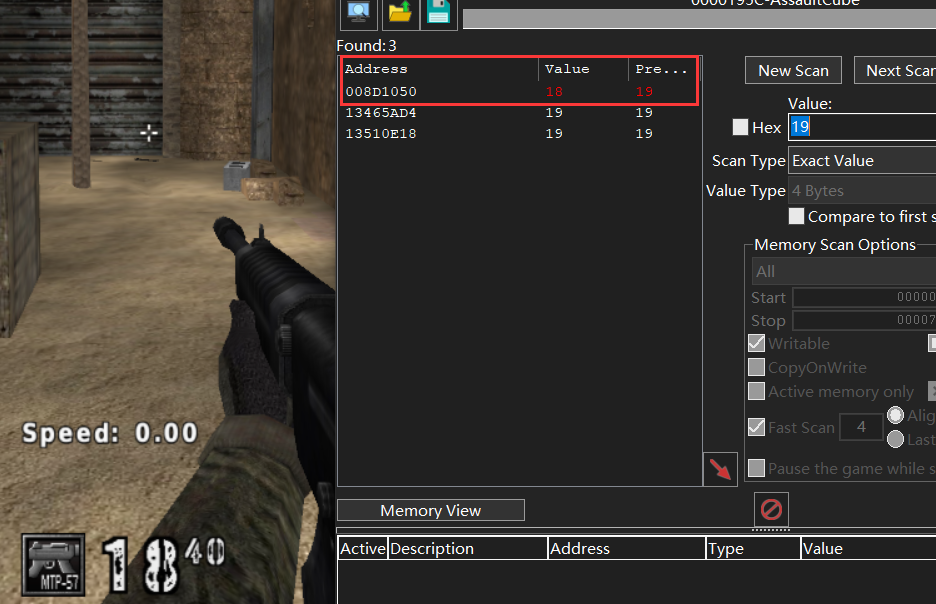 0000195C-AssaultCube
Found: 3
Address Value Pre...
008D1050 18 19
13465AD4 19 19
13510E18 19 19
New Scan Next Scan
Value:
Hex 19
Scan Type Exact Value
Value Type 4 Bytes
Compare to first s
Memory Scan Options
All
Start 00000
Stop 00007
Writable
CopyOnWrite
Active memory only
Fast Scan 4 Alig
Last
Pause the game while s
Memory View
Active Description Address Type Value
Speed: 0.00
MTP-57
18 40